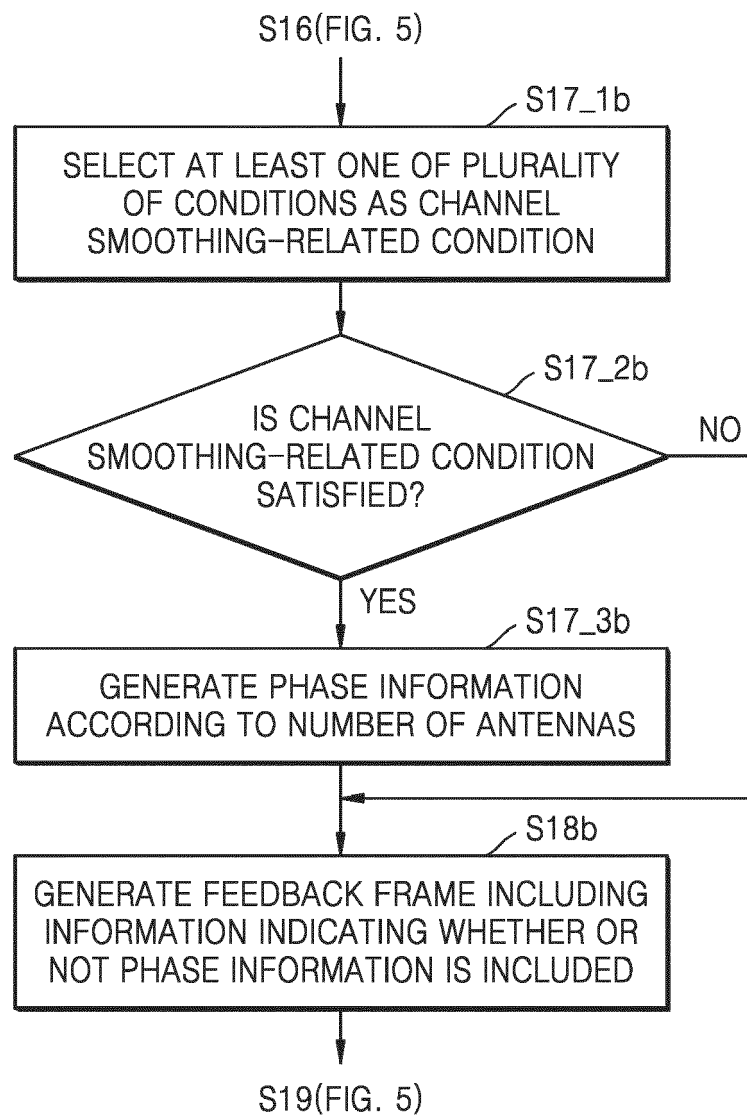 S16(FIG. 5)
S17_1b
SELECT AT LEAST ONE OF PLURALITY
OF CONDITIONS AS CHANNEL
SMOOTHING-RELATED CONDITION
S17_2b
IS CHANNEL
SMOOTHING-RELATED CONDITION
SATISFIED?
NO
YES
S17_3b
GENERATE PHASE INFORMATION
ACCORDING TO NUMBER OF ANTENNAS
S18b
GENERATE FEEDBACK FRAME INCLUDING
INFORMATION INDICATING WHETHER OR
NOT PHASE INFORMATION IS INCLUDED
S19(FIG. 5)